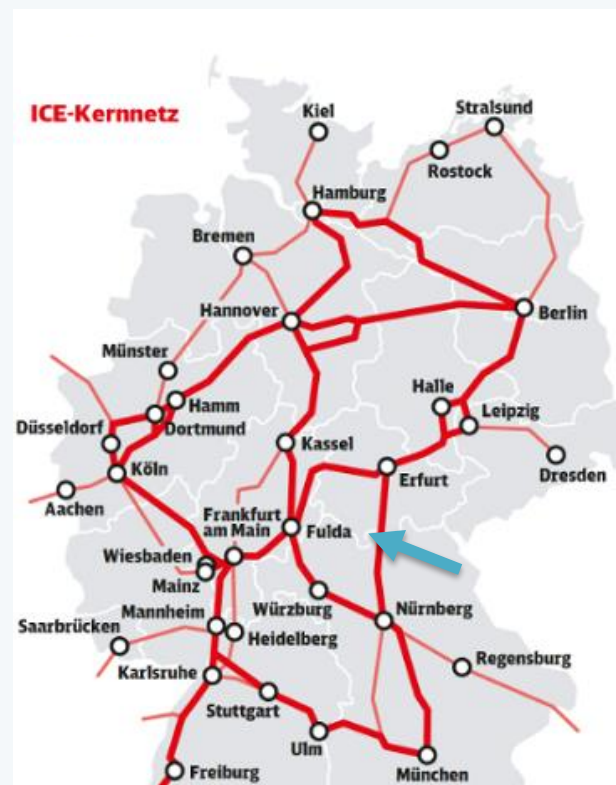 ICE-Kernnetz
Kiel
Stralsund
Rostock
Hamburg
Bremen
Hannover
Berlin
Münster
Halle
Hamm
Leipzig
Düsseldorf
Dortmund
Kassel
Köln
Erfurt
Dresden
Aachen
Frankfurt
am Main
Fulda
Wiesbaden
Mainz
Würzburg
Nürnberg
Mannheim
Saarbrücken
Heidelberg
Regensburg
Karlsruhe
Stuttgart
Ulm
München
Freiburg